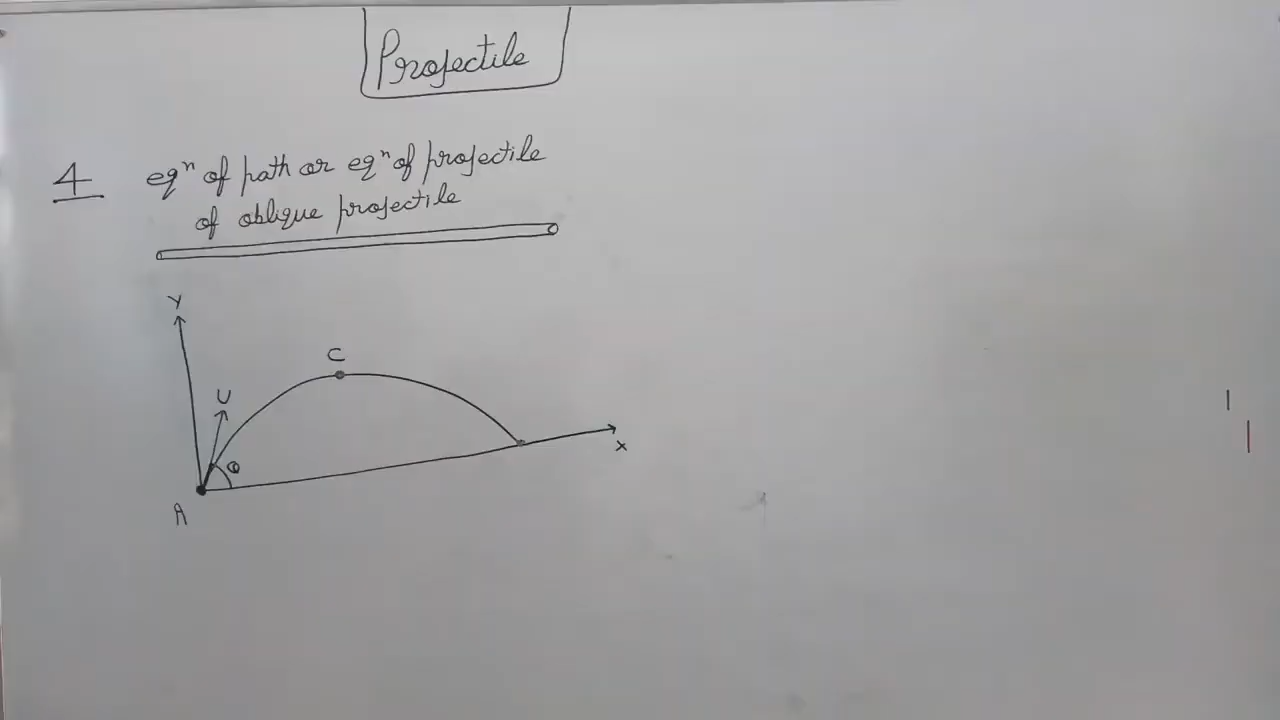 Projectile
4 eqⁿ of path or eqⁿ of projectile
of oblique projectile
Y
C
U
θ
X
A